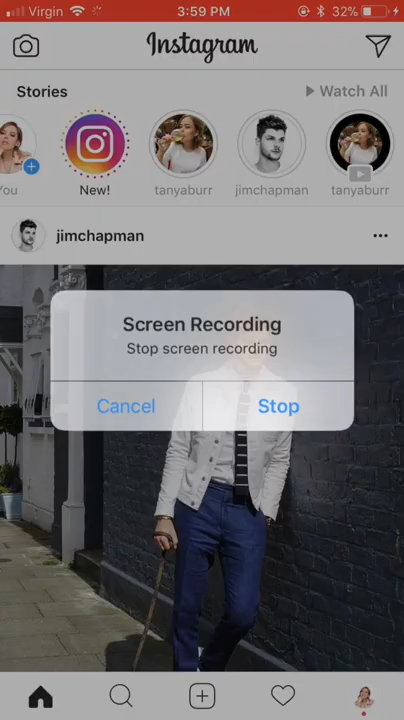 Virgin 3:59 PM 32%
Instagram
Stories Watch All
You New! tanyaburr jimchapman tanyaburr
jimchapman
Screen Recording
Stop screen recording
Cancel Stop